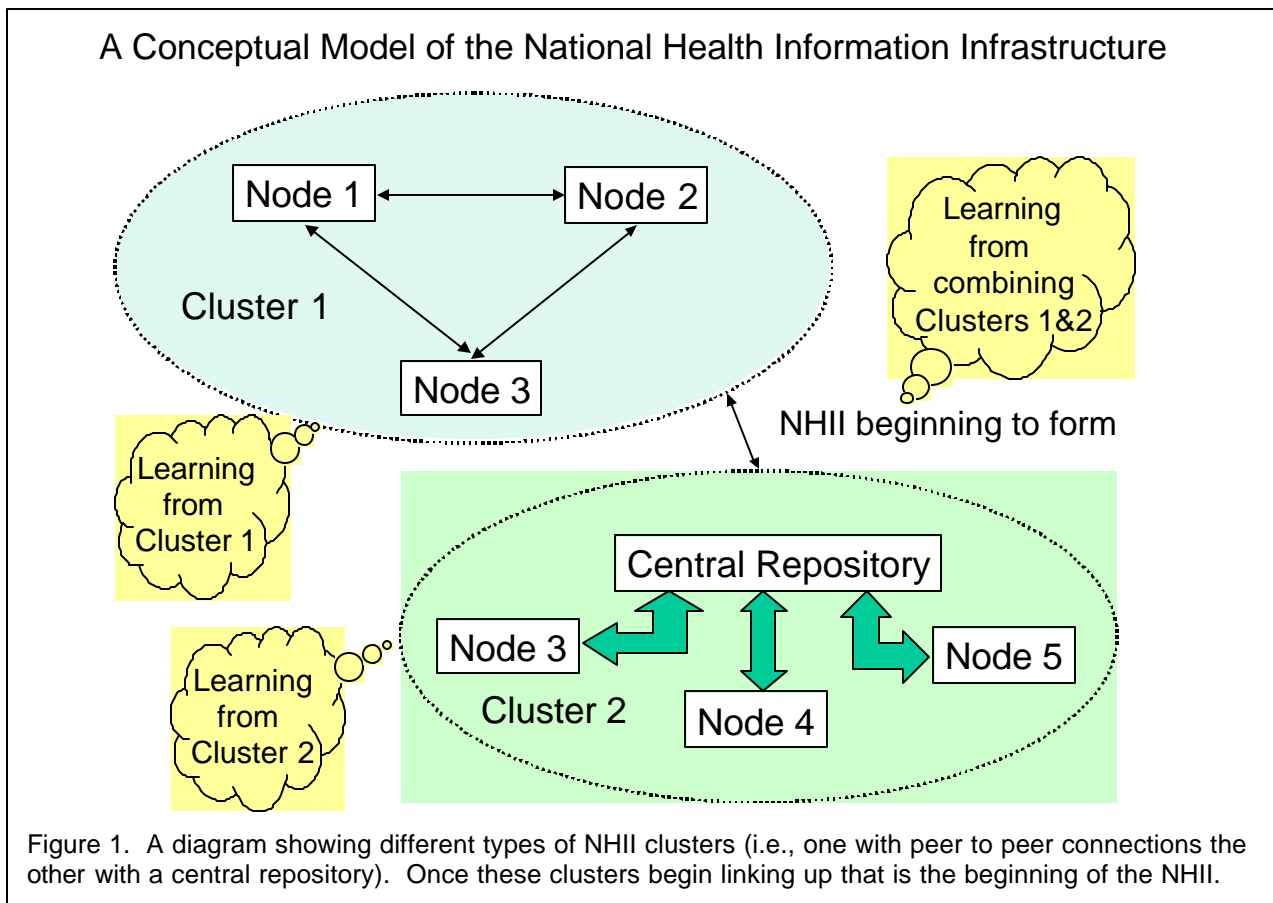 A Conceptual Model of the National Health Information Infrastructure
Node 1
Node 2
Cluster 1
Node 3
Learning
from
combining
Clusters 1&2
NHII beginning to form
Learning
from
Cluster 1
Central Repository
Node 3
Node 5
Cluster 2
Node 4
Learning
from
Cluster 2
Figure 1. A diagram showing different types of NHII clusters (i.e., one with peer to peer connections the
other with a central repository). Once these clusters begin linking up that is the beginning of the NHII.